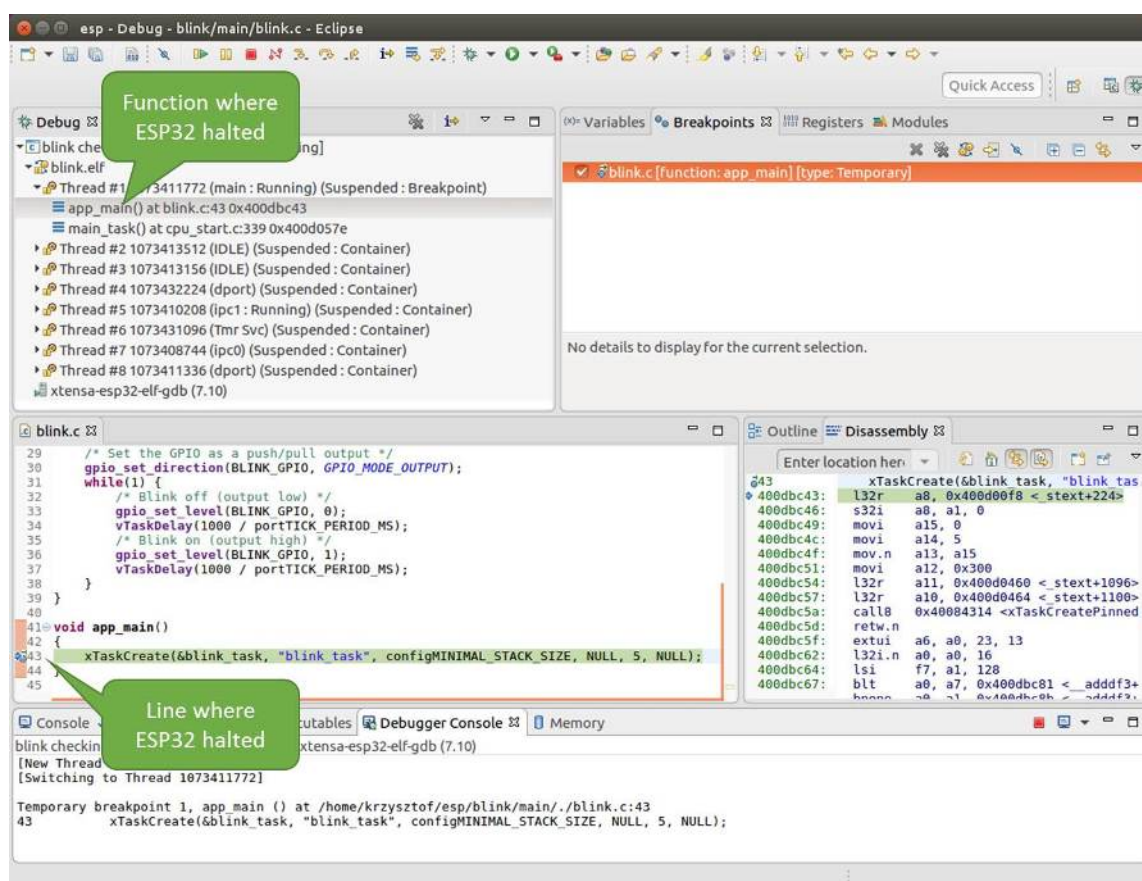 esp - Debug - blink/main/blink.c - Eclipse
Quick Access
Function where
ESP32 halted
Debug
blink che ing]
blink.elf
Thread #1 1073411772 (main : Running) (Suspended : Breakpoint)
app_main() at blink.c:43 0x400dbc43
main_task() at cpu_start.c:339 0x400d057e
Thread #2 1073413512 (IDLE) (Suspended : Container)
Thread #3 1073413156 (IDLE) (Suspended : Container)
Thread #4 1073432224 (dport) (Suspended : Container)
Thread #5 1073410208 (ipc1 : Running) (Suspended : Container)
Thread #6 1073431096 (Tmr Svc) (Suspended : Container)
Thread #7 1073408744 (ipc0) (Suspended : Container)
Thread #8 1073411336 (dport) (Suspended : Container)
xtensa-esp32-elf-gdb (7.10)
(x)= Variables Breakpoints Registers Modules
blink.c [function: app_main] [type: Temporary]
No details to display for the current selection.
blink.c
29 /* Set the GPIO as a push/pull output */
30 gpio_set_direction(BLINK_GPIO, GPIO_MODE_OUTPUT);
31 while(1) {
32 /* Blink off (output low) */
33 gpio_set_level(BLINK_GPIO, 0);
34 vTaskDelay(1000 / portTICK_PERIOD_MS);
35 /* Blink on (output high) */
36 gpio_set_level(BLINK_GPIO, 1);
37 vTaskDelay(1000 / portTICK_PERIOD_MS);
38 }
39 }
40
41 void app_main()
42 {
43 xTaskCreate(&blink_task, "blink_task", configMINIMAL_STACK_SIZE, NULL, 5, NULL);
44 }
45
Line where
ESP32 halted
Outline Disassembly
Enter location her
43 xTaskCreate(&blink_task, "blink_tas
400dbc43: l32r a8, 0x400d00f8 <_stext+224>
400dbc46: s32i a8, a1, 0
400dbc49: movi a15, 0
400dbc4c: movi a14, 5
400dbc4f: mov.n a13, a15
400dbc51: movi a12, 0x300
400dbc54: l32r a11, 0x400d0460 <_stext+1096>
400dbc57: l32r a10, 0x400d0464 <_stext+1100>
400dbc5a: call8 0x40084314 <xTaskCreatePinned
400dbc5d: retw.n
400dbc5f: extui a6, a0, 23, 13
400dbc62: l32i.n a0, a0, 16
400dbc64: lsi f7, a1, 128
400dbc67: blt a0, a7, 0x400dbc81 <__adddf3+
Console cutables Debugger Console Memory
blink checkin xtensa-esp32-elf-gdb (7.10)
[New Thread
[Switching to Thread 1073411772]
Temporary breakpoint 1, app_main () at /home/krzysztof/esp/blink/main/./blink.c:43
43 xTaskCreate(&blink_task, "blink_task", configMINIMAL_STACK_SIZE, NULL, 5, NULL);